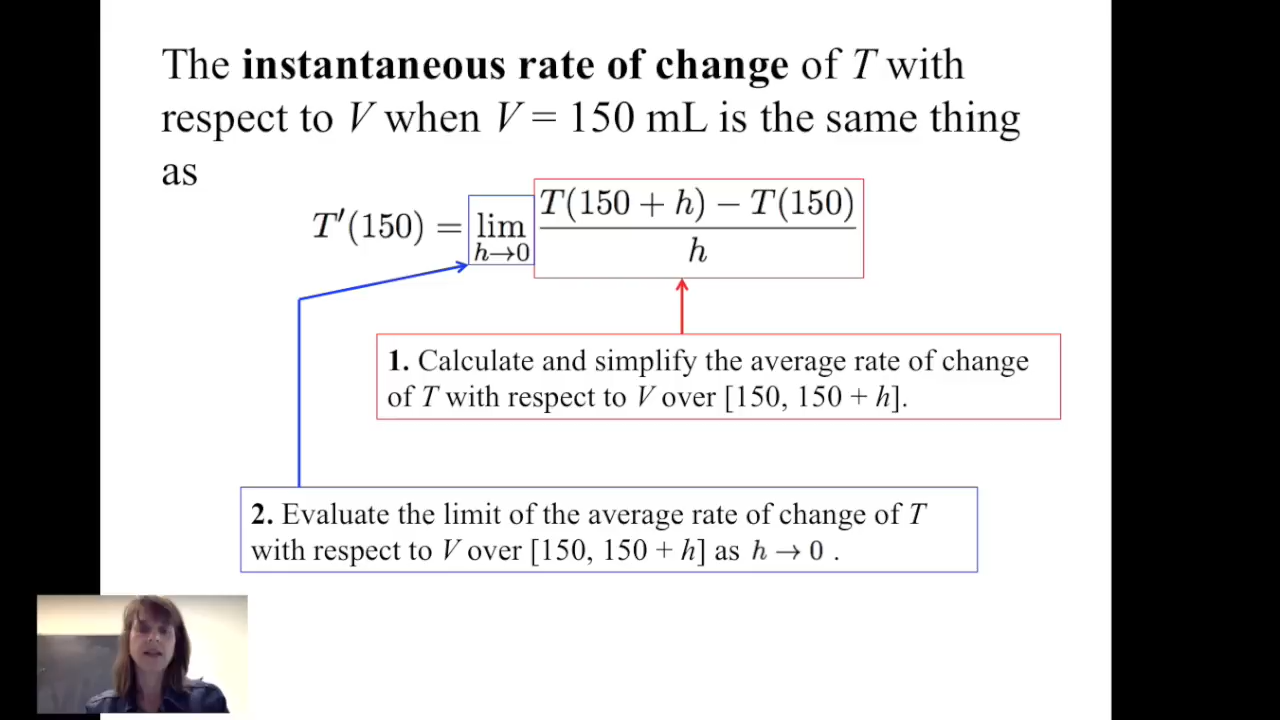 The instantaneous rate of change of T with
respect to V when V = 150 mL is the same thing
as
T′(150) = lim h→0 T(150 + h) − T(150) / h
1. Calculate and simplify the average rate of change
of T with respect to V over [150, 150 + h].
2. Evaluate the limit of the average rate of change of T
with respect to V over [150, 150 + h] as h → 0 .